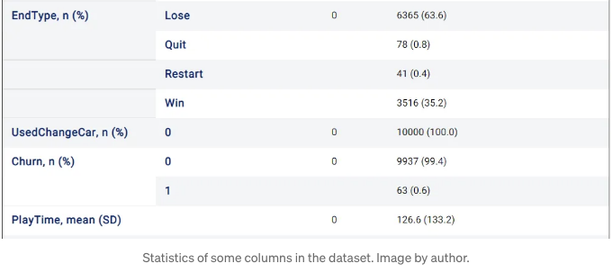 EndType, n (%) Lose 0 6365 (63.6)
Quit 78 (0.8)
Restart 41 (0.4)
Win 3516 (35.2)
UsedChangeCar, n (%) 0 0 10000 (100.0)
Churn, n (%) 0 0 9937 (99.4)
1 63 (0.6)
PlayTime, mean (SD) 0 126.6 (133.2)
Statistics of some columns in the dataset. Image by author.